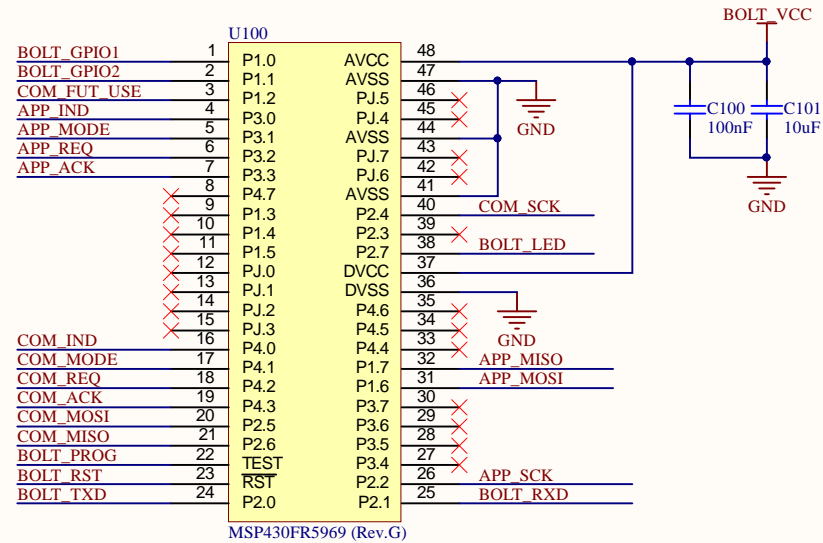 BOLT_VCC
U100
BOLT_GPIO1 1 P1.0 AVCC 48
BOLT_GPIO2 2 P1.1 AVSS 47
COM_FUT_USE 3 P1.2 PJ.5 46
APP_IND 4 P3.0 PJ.4 45
GND
C100
100nF
C101
10uF
APP_MODE 5 P3.1 AVSS 44
APP_REQ 6 P3.2 PJ.7 43
APP_ACK 7 P3.3 PJ.6 42
8 P4.7 AVSS 41
GND
9 P1.3 P2.4 40 COM_SCK
10 P1.4 P2.3 39
11 P1.5 P2.7 38 BOLT_LED
12 PJ.0 DVCC 37
13 PJ.1 DVSS 36
14 PJ.2 P4.6 35
15 PJ.3 P4.5 34
GND
COM_IND 16 P4.0 P4.4 33
COM_MODE 17 P4.1 P1.7 32 APP_MISO
COM_REQ 18 P4.2 P1.6 31 APP_MOSI
COM_ACK 19 P4.3 P3.7 30
COM_MOSI 20 P2.5 P3.6 29
COM_MISO 21 P2.6 P3.5 28
BOLT_PROG 22 TEST P3.4 27
BOLT_RST 23 RST P2.2 26 APP_SCK
BOLT_TXD 24 P2.0 P2.1 25 BOLT_RXD
MSP430FR5969 (Rev.G)